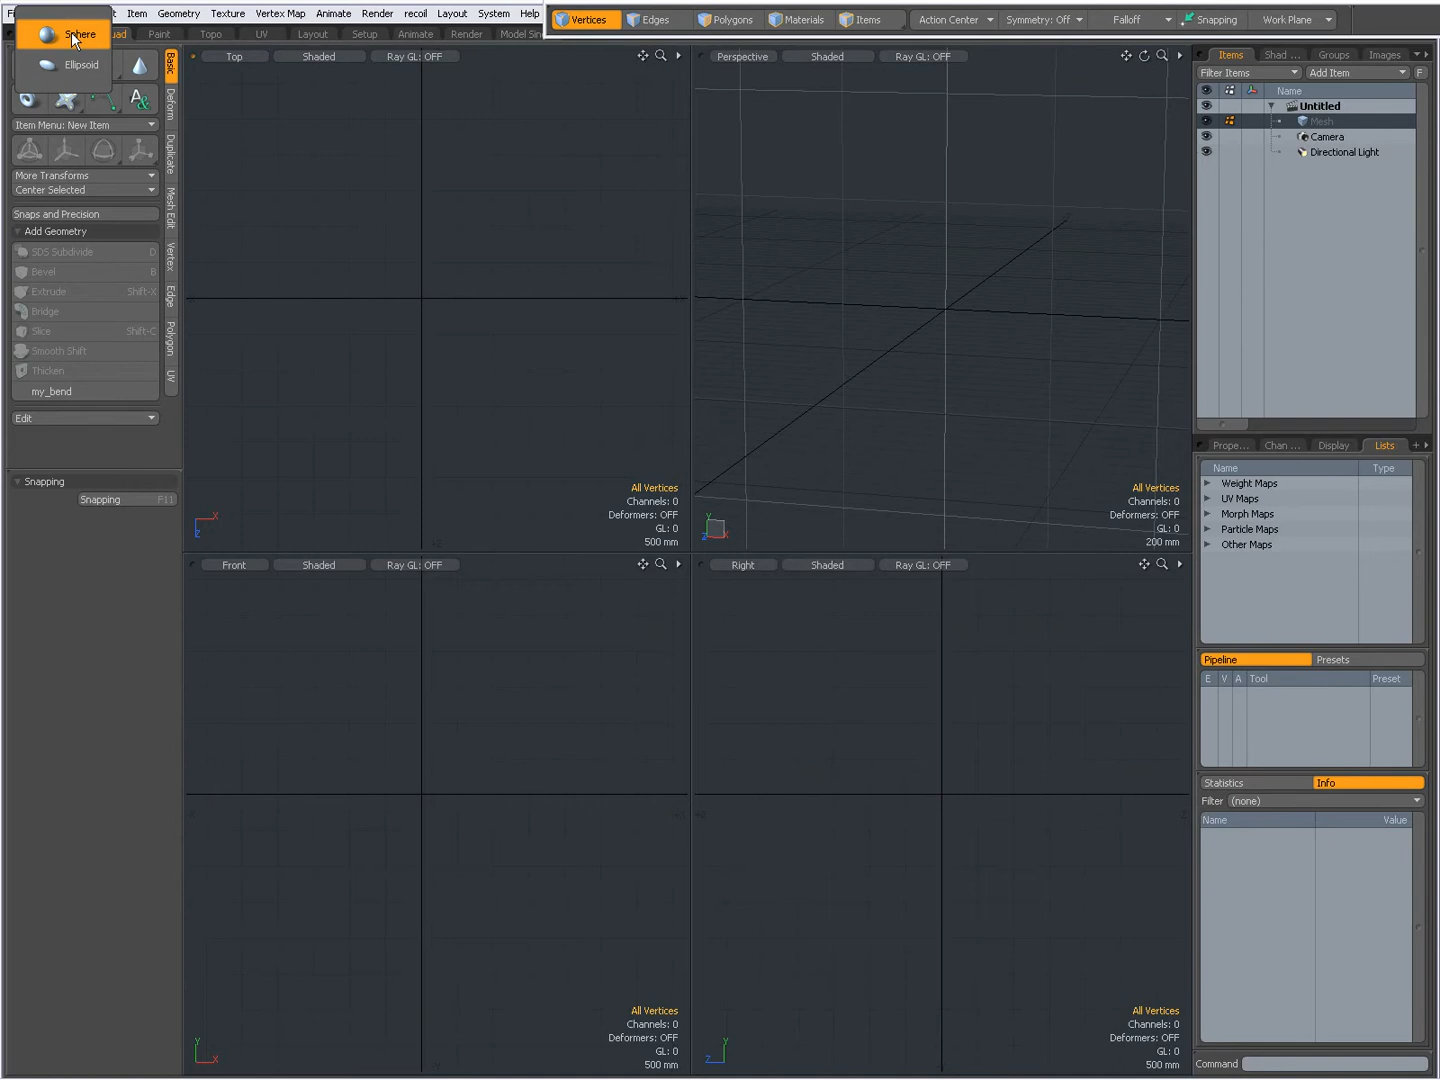 Item
Geometry
Texture
Vertex Map
Animate
Render
recoil
Layout
System
Help
Vertices
Edges
Polygons
Materials
Items
Action Center
Symmetry: Off
Falloff
Snapping
Work Plane
Sphere
Ellipsoid
Paint
Topo
UV
Layout
Setup
Animate
Render
Item Menu: New Item
More Transforms
Center Selected
Snaps and Precision
Add Geometry
SDS Subdivide D
Bevel B
Extrude Shift-X
Bridge
Slice Shift-C
Smooth Shift
Thicken
my_bend
Edit
Snapping
Snapping F11
Basic
Deform
Duplicate
Mesh Edit
Vertex
Edge
Polygon
UV
Top
Shaded
Ray GL: OFF
All Vertices
Channels: 0
Deformers: OFF
GL: 0
500 mm
X
Z
Perspective
Shaded
Ray GL: OFF
All Vertices
Channels: 0
Deformers: OFF
GL: 0
200 mm
Front
Shaded
Ray GL: OFF
All Vertices
Channels: 0
Deformers: OFF
GL: 0
500 mm
Y
X
Right
Shaded
Ray GL: OFF
All Vertices
Channels: 0
Deformers: OFF
GL: 0
500 mm
Y
Z
Items
Shad ...
Groups
Images
Filter Items
Add Item
F
Name
Untitled
Mesh
Camera
Directional Light
Prope...
Chan ...
Display
Lists
Name Type
Weight Maps
UV Maps
Morph Maps
Particle Maps
Other Maps
Pipeline
Presets
E V A Tool Preset
Statistics
Info
Filter (none)
Name Value
Command